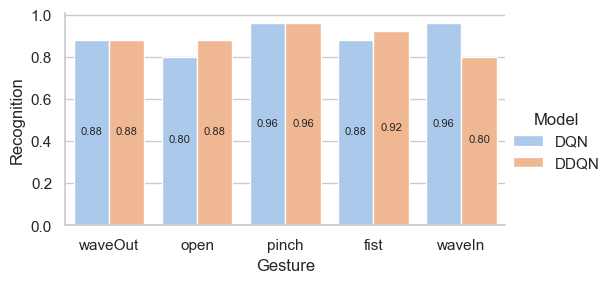 1.0
0.8
0.6
0.4
0.2
0.0
Recognition
0.88 0.88 0.80 0.88 0.96 0.96 0.88 0.92 0.96 0.80
waveOut open pinch fist waveIn
Gesture
Model
DQN
DDQN